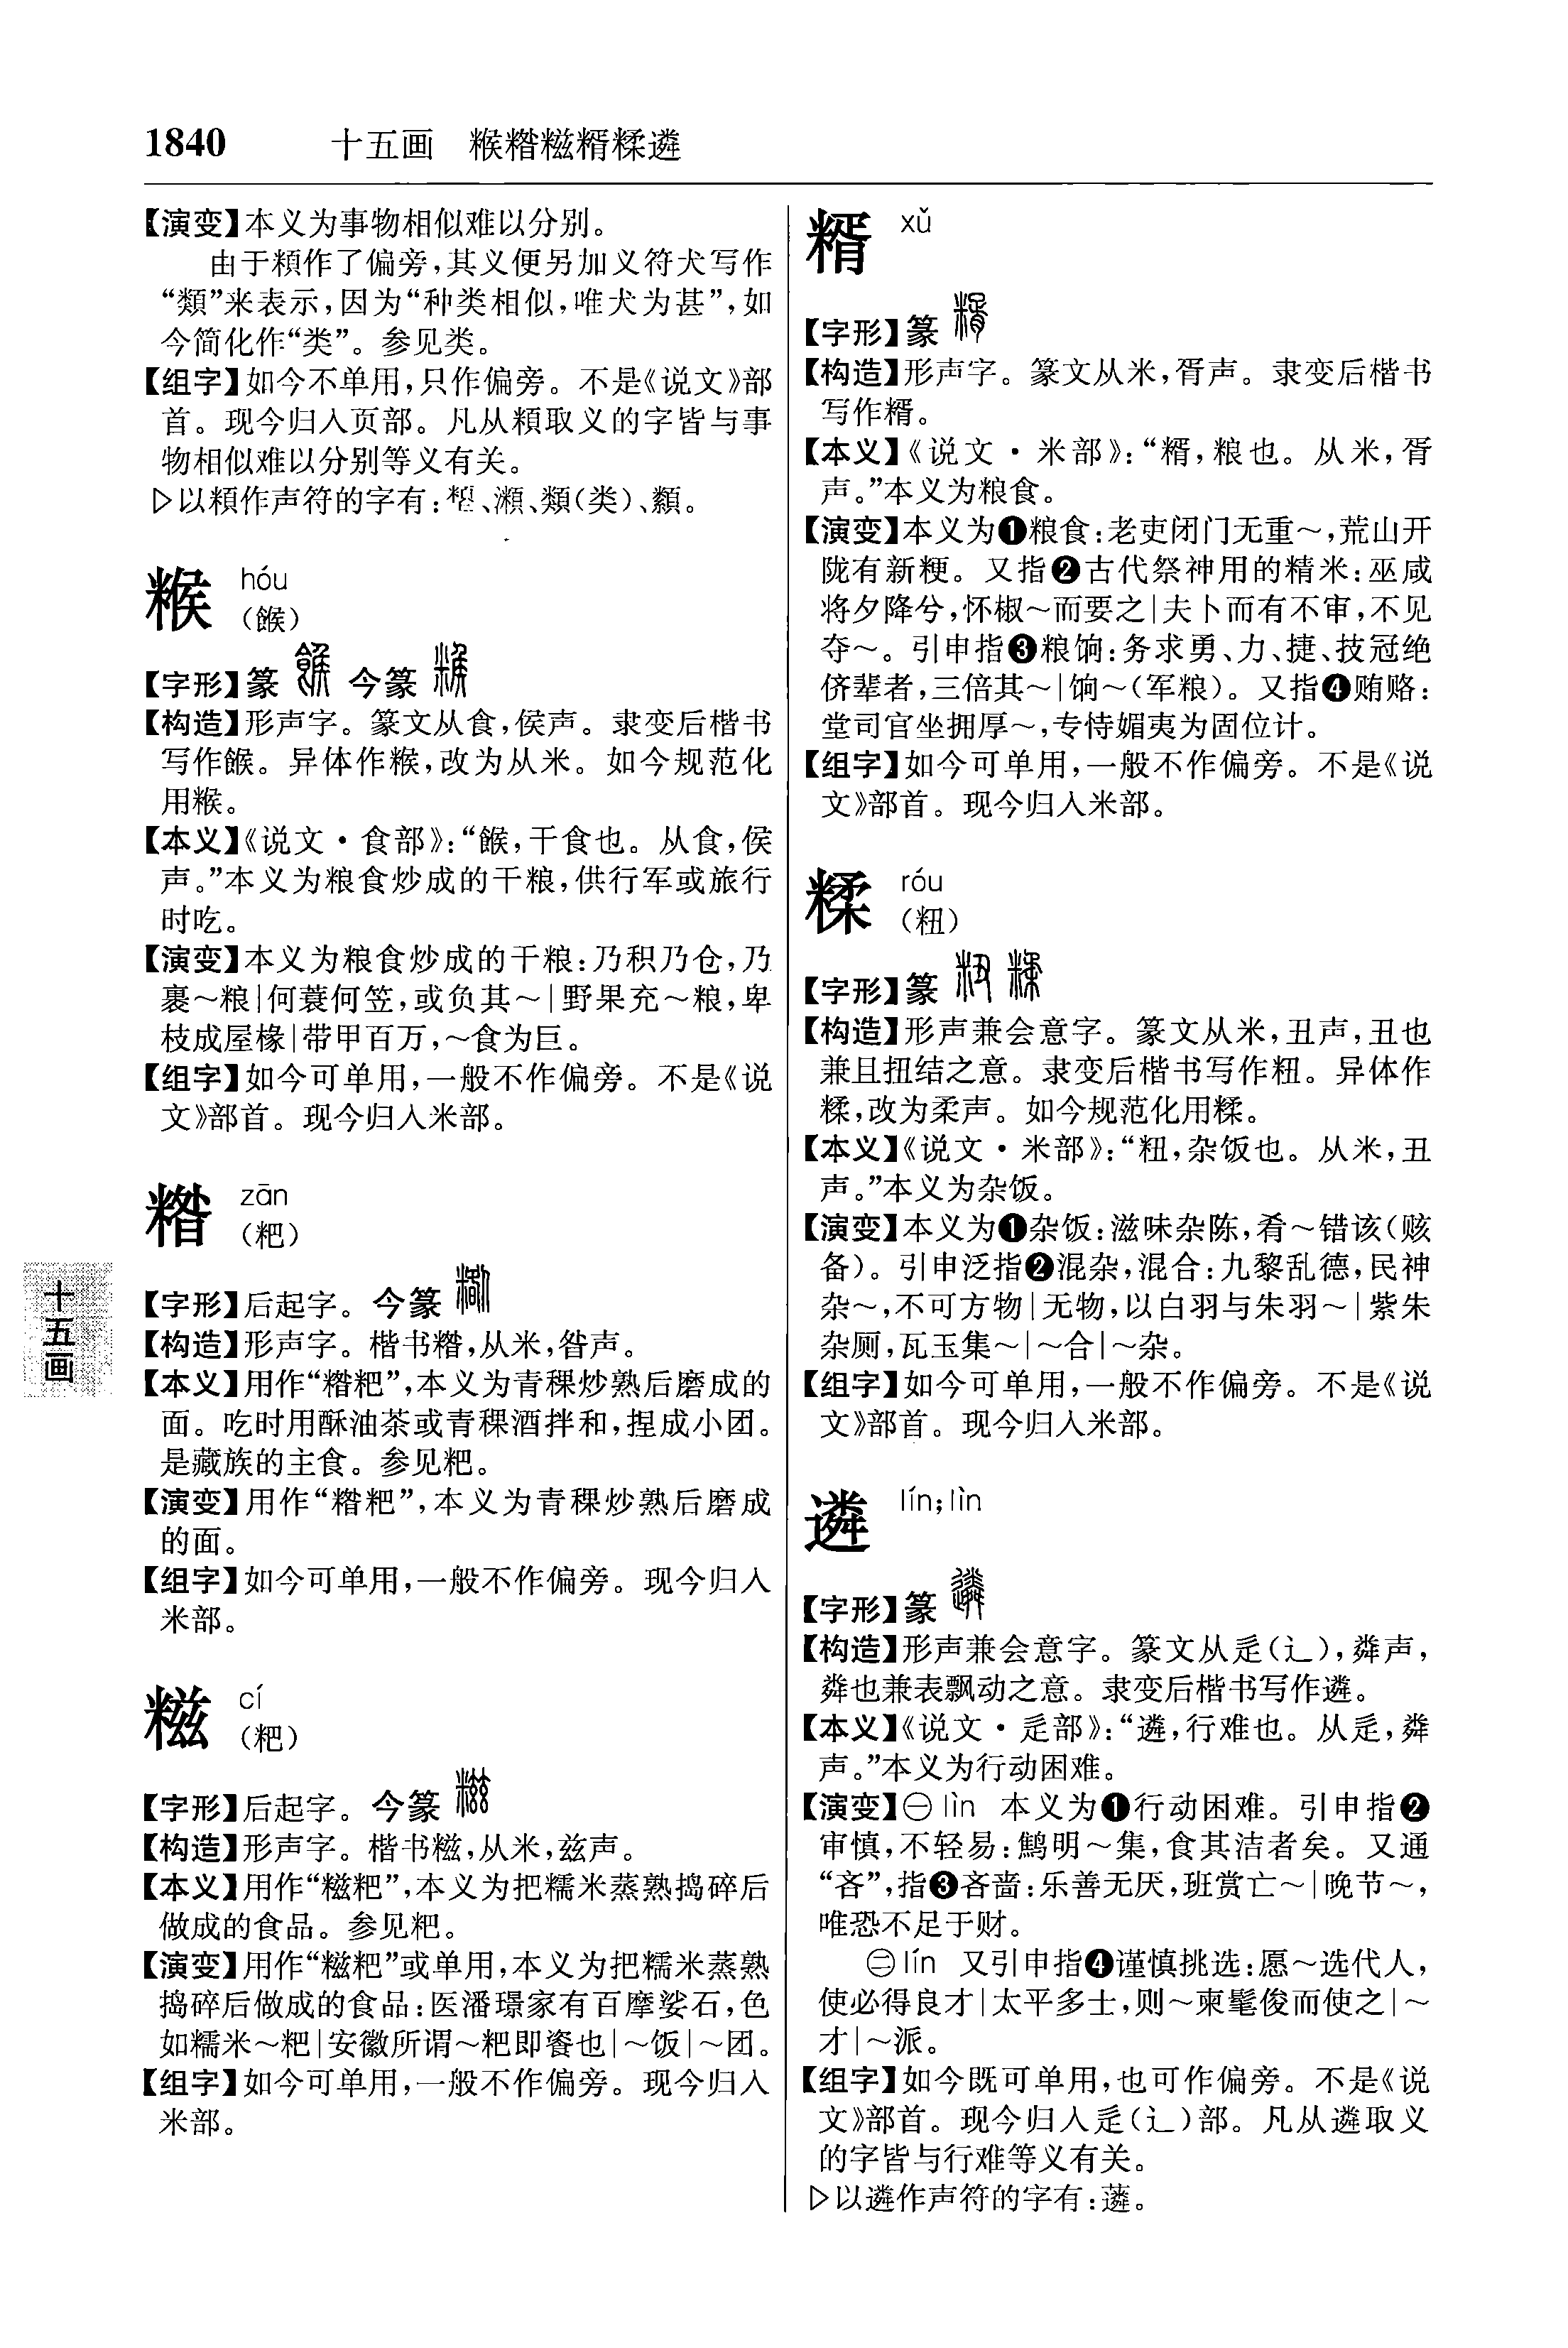 1840 十五画 糇糌糍糈糅遴
【演变】本义为事物相似难以分别。
由于頪作了偏旁,其义便另加义符犬写作
“類”来表示,因为“种类相似,唯犬为甚”,如
今简化作“类”。参见类。
【组字】如今不单用,只作偏旁。不是《说文》部
首。现今归入页部。凡从頪取义的字皆与事
物相似难以分别等义有关。
▷以頪作声符的字有:、瀬、類(类)、纇。
糇 hóu
(餱)
【字形】篆 今篆
【构造】形声字。篆文从食,侯声。隶变后楷书
写作餱。异体作糇,改为从米。如今规范化
用糇。
【本义】《说文·食部》:“餱,干食也。从食,侯
声。”本义为粮食炒成的干粮,供行军或旅行
时吃。
【演变】本义为粮食炒成的干粮:乃积乃仓,乃
裹～粮|何蓑何笠,或负其～|野果充～粮,卑
枝成屋椽|带甲百万,～食为巨。
【组字】如今可单用,一般不作偏旁。不是《说
文》部首。现今归入米部。
糌 zān
(粑)
【字形】后起字。今篆
【构造】形声字。楷书糌,从米,昝声。
【本义】用作“糌粑”,本义为青稞炒熟后磨成的
面。吃时用酥油茶或青稞酒拌和,捏成小团。
是藏族的主食。参见粑。
【演变】用作“糌粑”,本义为青稞炒熟后磨成
的面。
【组字】如今可单用,一般不作偏旁。现今归入
米部。
糍 cí
(粑)
【字形】后起字。今篆
【构造】形声字。楷书糍,从米,兹声。
【本义】用作“糍粑”,本义为把糯米蒸熟捣碎后
做成的食品。参见粑。
【演变】用作“糍粑”或单用,本义为把糯米蒸熟
捣碎后做成的食品:医潘璟家有百摩娑石,色
如糯米～粑|安徽所谓～粑即餈也|～饭|～团。
【组字】如今可单用,一般不作偏旁。现今归入
米部。
糈 xǔ
【字形】篆
【构造】形声字。篆文从米,胥声。隶变后楷书
写作糈。
【本义】《说文·米部》:“糈,粮也。从米,胥
声。”本义为粮食。
【演变】本义为❶粮食:老吏闭门无重～,荒山开
陇有新粳。又指❷古代祭神用的精米:巫咸
将夕降兮,怀椒～而要之|夫卜而有不审,不见
夺～。引申指❸粮饷:务求勇、力、捷、技冠绝
侪辈者,三倍其～|饷～(军粮)。又指❹贿赂:
堂司官坐拥厚～,专恃媚夷为固位计。
【组字】如今可单用,一般不作偏旁。不是《说
文》部首。现今归入米部。
糅 róu
(粈)
【字形】篆
【构造】形声兼会意字。篆文从米,丑声,丑也
兼且扭结之意。隶变后楷书写作粈。异体作
糅,改为柔声。如今规范化用糅。
【本义】《说文·米部》:“粈,杂饭也。从米,丑
声。”本义为杂饭。
【演变】本义为❶杂饭:滋味杂陈,肴～错该(赅
备)。引申泛指❷混杂,混合:九黎乱德,民神
杂～,不可方物|无物,以白羽与朱羽～|紫朱
杂厕,瓦玉集～|～合|～杂。
【组字】如今可单用,一般不作偏旁。不是《说
文》部首。现今归入米部。
遴 lín;lìn
【字形】篆
【构造】形声兼会意字。篆文从辵(辶),粦声,
粦也兼表飘动之意。隶变后楷书写作遴。
【本义】《说文·辵部》:“遴,行难也。从辵,粦
声。”本义为行动困难。
【演变】㊀lìn 本义为❶行动困难。引申指❷
审慎,不轻易:鹪明～集,食其洁者矣。又通
“吝”,指❸吝啬:乐善无厌,班赏亡～|晚节～,
唯恐不足于财。
㊁lín 又引申指❹谨慎挑选:愿～选代人,
使必得良才|太平多士,则～柬髦俊而使之|～
才|～派。
【组字】如今既可单用,也可作偏旁。不是《说
文》部首。现今归入辵(辶)部。凡从遴取义
的字皆与行难等义有关。
▷以遴作声符的字有:䔲。
十五画